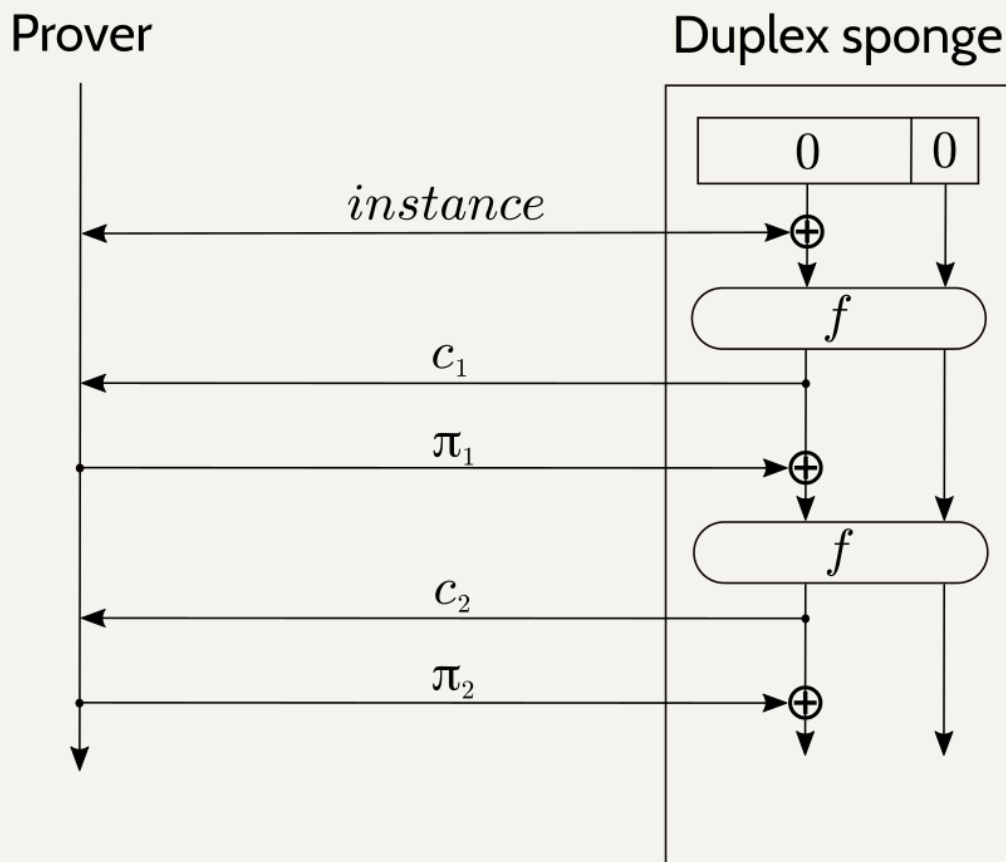 Prover
Duplex sponge
0
0
instance
f
c₁
π₁
f
c₂
π₂